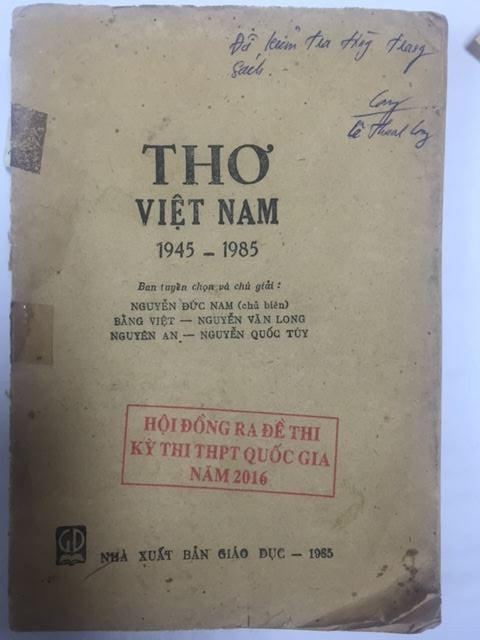 Đã kiểm tra từng trang
sách.
Long
Lê Thanh Long
THƠ
VIỆT NAM
1945 - 1985
Ban tuyển chọn và chú giải :
NGUYỄN ĐỨC NAM (chủ biên)
BẰNG VIỆT — NGUYỄN VĂN LONG
NGUYÊN AN — NGUYỄN QUỐC TÚY
HỘI ĐỒNG RA ĐỀ THI
KỲ THI THPT QUỐC GIA
NĂM 2016
GD
NHÀ XUẤT BẢN GIÁO DỤC — 1985